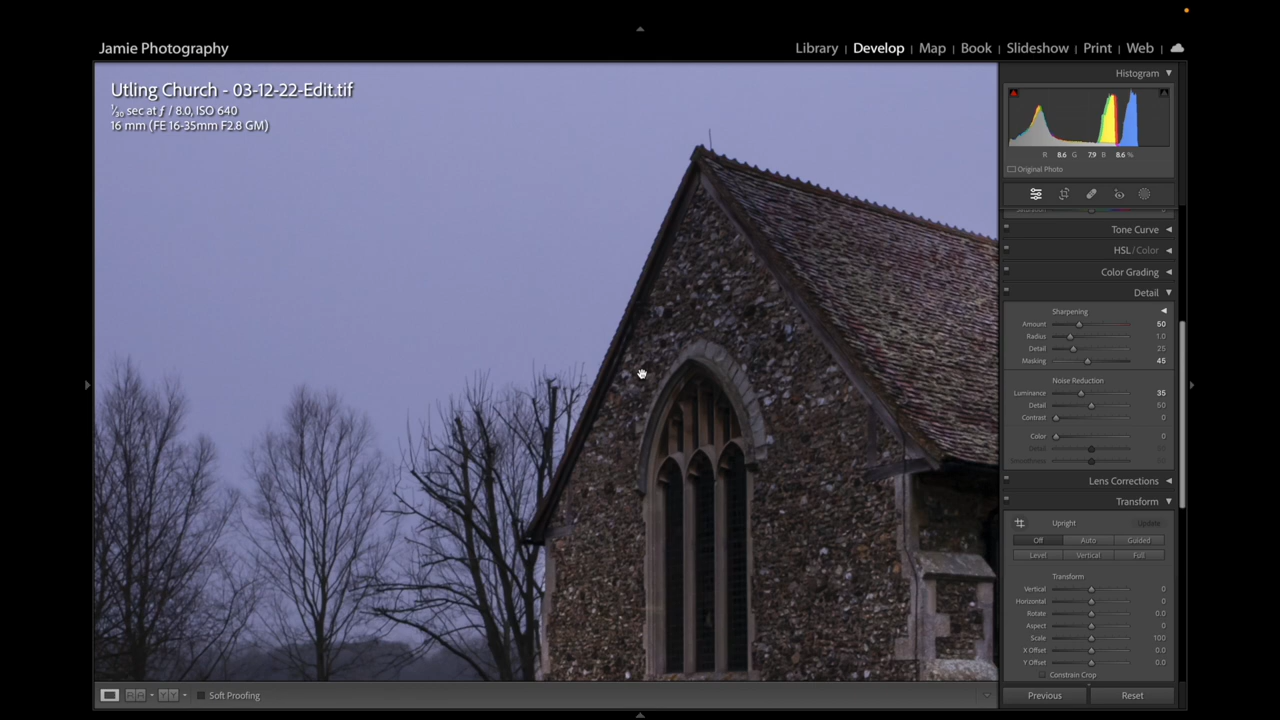 Jamie Photography
Library | Develop | Map | Book | Slideshow | Print | Web |
Utling Church - 03-12-22-Edit.tif
1/30 sec at ƒ / 8.0, ISO 640
16 mm (FE 16-35mm F2.8 GM)
Histogram
R 8.6 G 7.9 B 8.6 %
Original Photo
Saturation 0
Tone Curve
HSL / Color
Color Grading
Detail
Sharpening
Amount 50
Radius 1.0
Detail 25
Masking 45
Noise Reduction
Luminance 35
Detail 50
Contrast 0
Color 0
Detail
Smoothness
Lens Corrections
Transform
Upright Update
Off Auto Guided
Level Vertical Full
Transform
Vertical 0
Horizontal 0
Rotate 0.0
Aspect 0
Scale 100
X Offset 0.0
Y Offset 0.0
Constrain Crop
Soft Proofing
Previous Reset